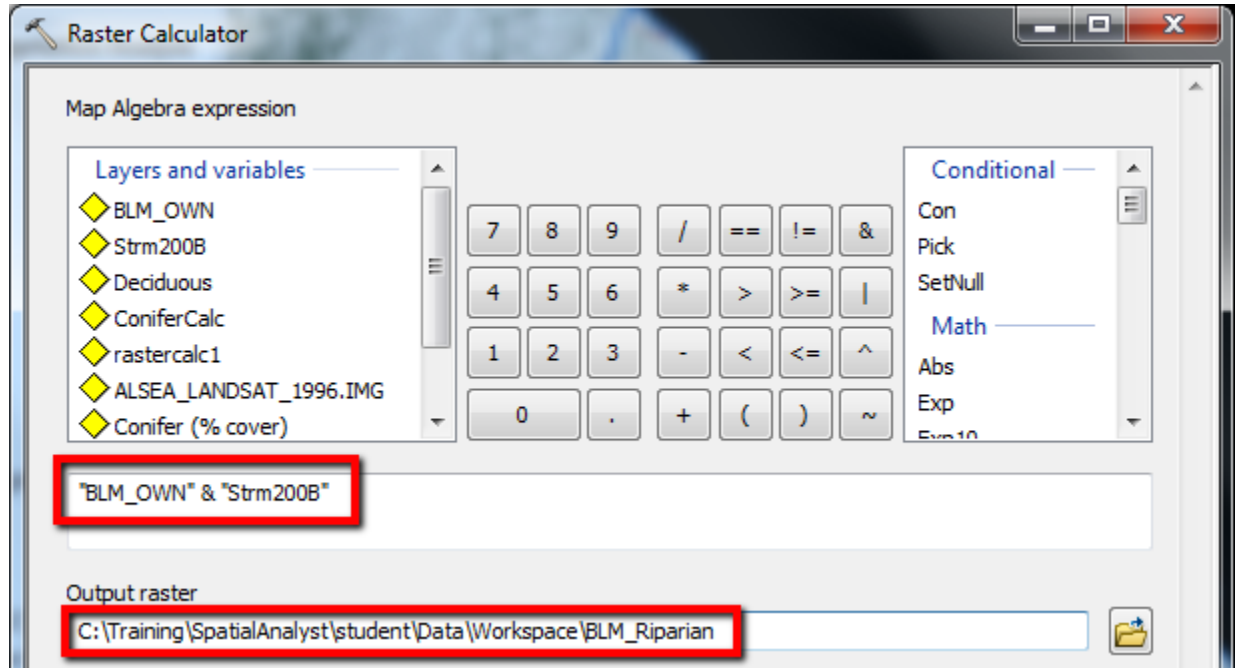 Raster Calculator
Map Algebra expression
Layers and variables
BLM_OWN
Strm200B
Deciduous
ConiferCalc
rastercalc1
ALSEA_LANDSAT_1996.IMG
Conifer (% cover)
7 8 9 / == != &
4 5 6 * > >= |
1 2 3 - < <= ^
0 . + ( ) ~
Conditional
Con
Pick
SetNull
Math
Abs
Exp
Exp10
"BLM_OWN" & "Strm200B"
Output raster
C:\Training\SpatialAnalyst\student\Data\Workspace\BLM_Riparian